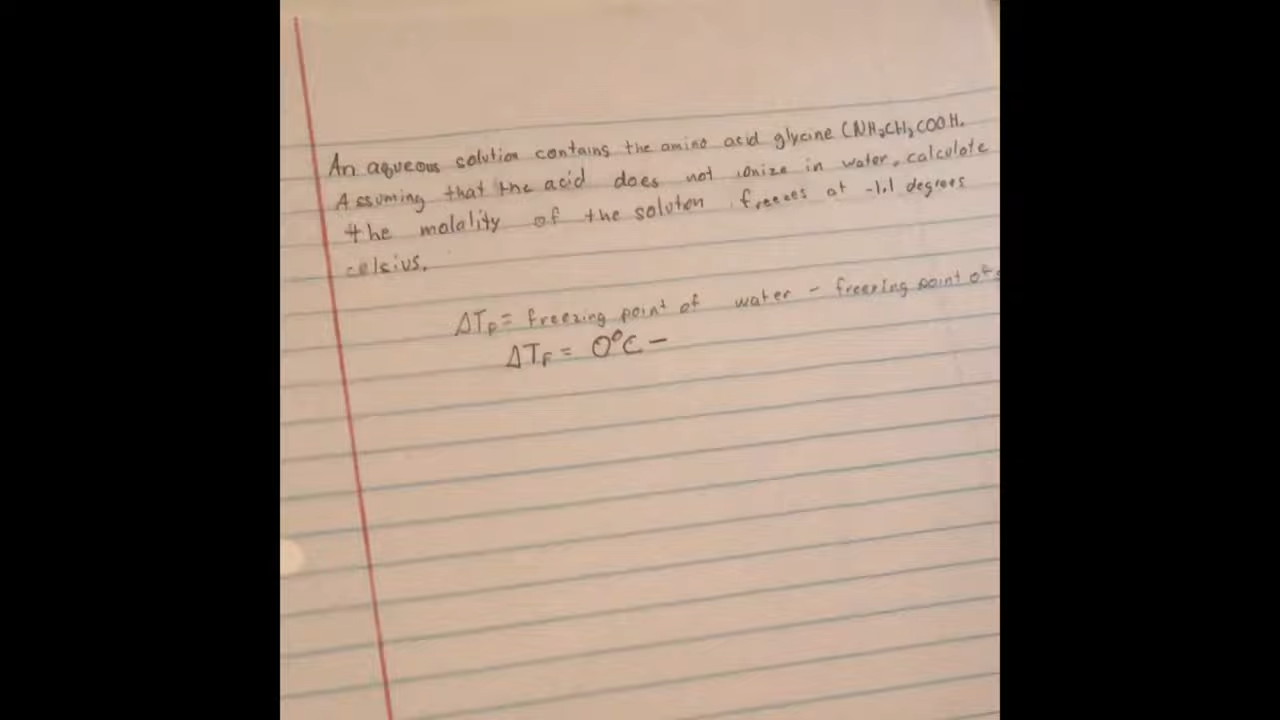 An aqueous solution contains the amino acid glycine (NH₂CH₂COOH.
Assuming that the acid does not ionize in water, calculate
the molality of the soluton freezes at -1.1 degrees
celsius.
ΔT_F = freezing point of water - freezing point of
ΔT_F = 0°C -